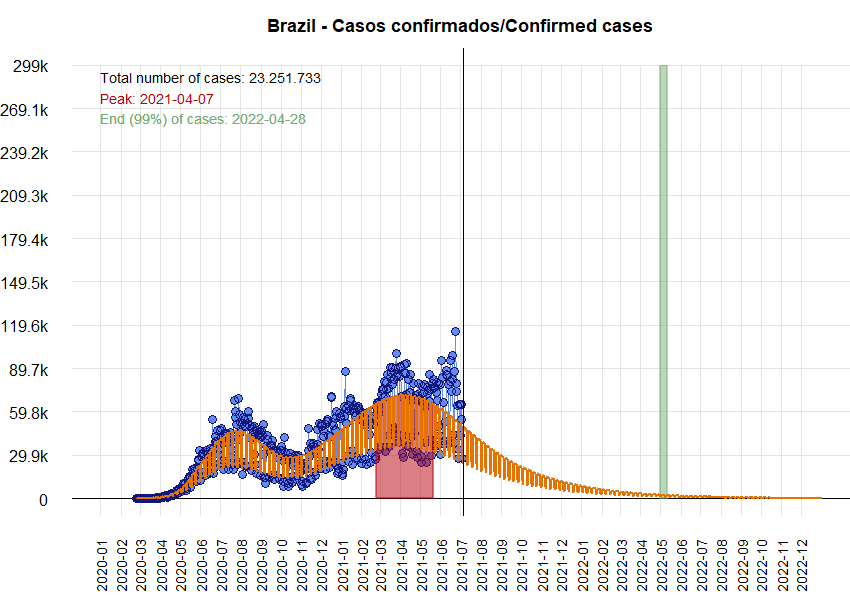 Brazil - Casos confirmados/Confirmed cases
299k
269.1k
239.2k
209.3k
179.4k
149.5k
119.6k
89.7k
59.8k
29.9k
0
Total number of cases: 23.251.733
Peak: 2021-04-07
End (99%) of cases: 2022-04-28
2020-01
2020-02
2020-03
2020-04
2020-05
2020-06
2020-07
2020-08
2020-09
2020-10
2020-11
2020-12
2021-01
2021-02
2021-03
2021-04
2021-05
2021-06
2021-07
2021-08
2021-09
2021-10
2021-11
2021-12
2022-01
2022-02
2022-03
2022-04
2022-05
2022-06
2022-07
2022-08
2022-09
2022-10
2022-11
2022-12